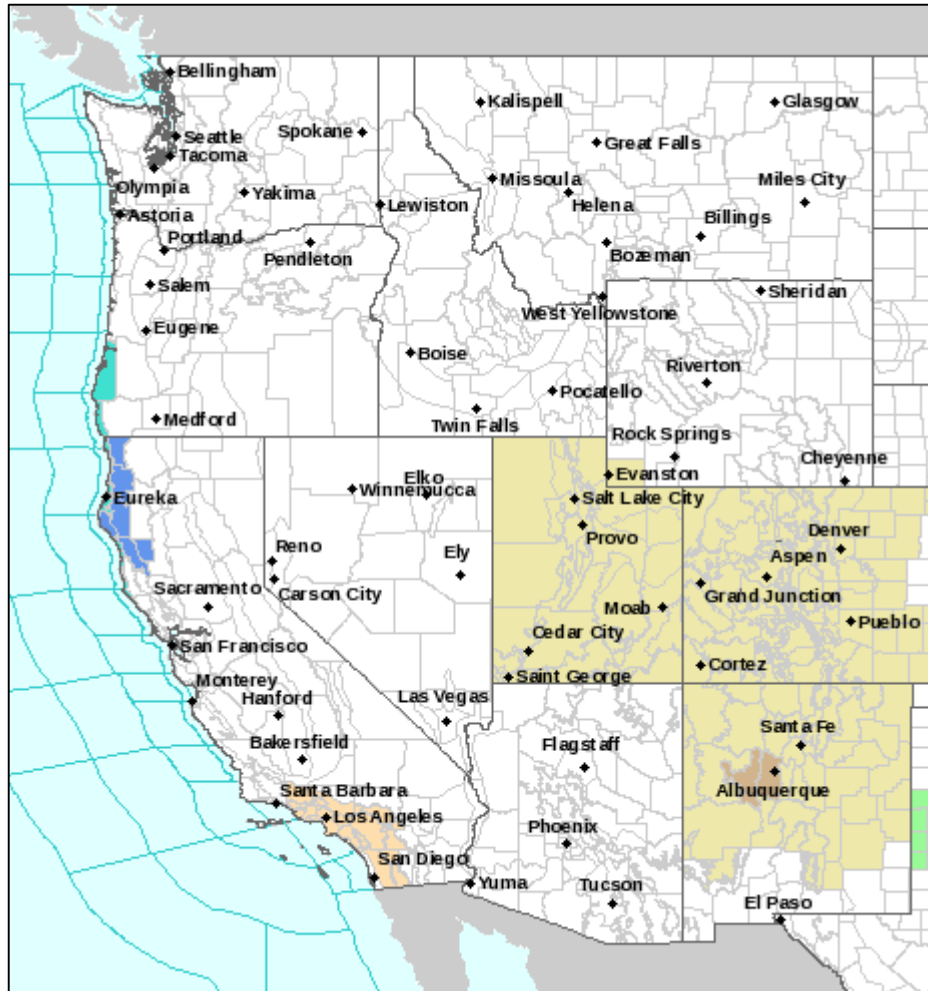 Bellingham
Kalispell
Glasgow
Seattle
Spokane
Great Falls
Tacoma
Olympia
Missoula
Miles City
Yakima
Lewiston
Helena
Astoria
Billings
Portland
Pendleton
Bozeman
Salem
Sheridan
West Yellowstone
Eugene
Boise
Riverton
Pocatello
Medford
Twin Falls
Rock Springs
Cheyenne
Elko
Evanston
Winnemucca
Eureka
Salt Lake City
Denver
Provo
Reno
Ely
Aspen
Sacramento
Carson City
Grand Junction
Moab
Pueblo
Cedar City
San Francisco
Cortez
Saint George
Monterey
Hanford
Las Vegas
Santa Fe
Bakersfield
Flagstaff
Albuquerque
Santa Barbara
Los Angeles
Phoenix
San Diego
Yuma
Tucson
El Paso